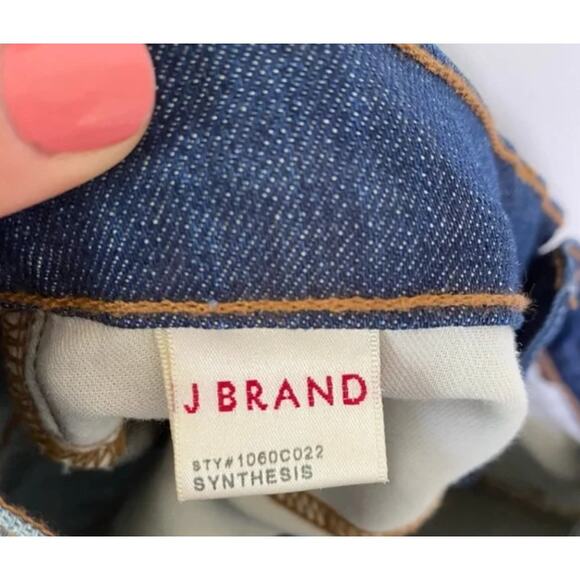 J BRAND
STY#1060C022
SYNTHESIS